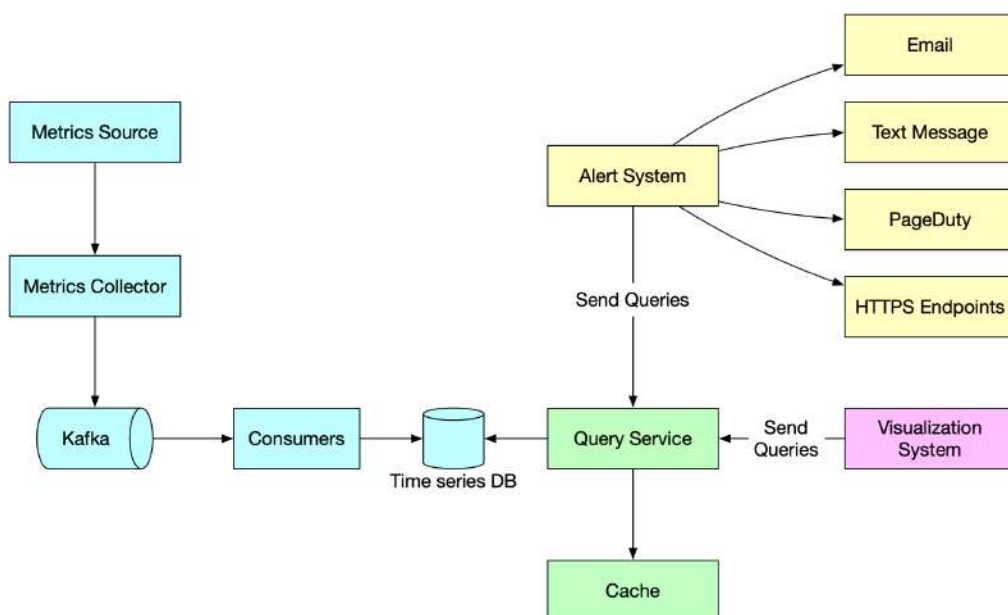 Email
Metrics Source
Text Message
Alert System
PageDuty
Metrics Collector
Send Queries
HTTPS Endpoints
Kafka
Consumers
Time series DB
Query Service
Send
Queries
Visualization
System
Cache